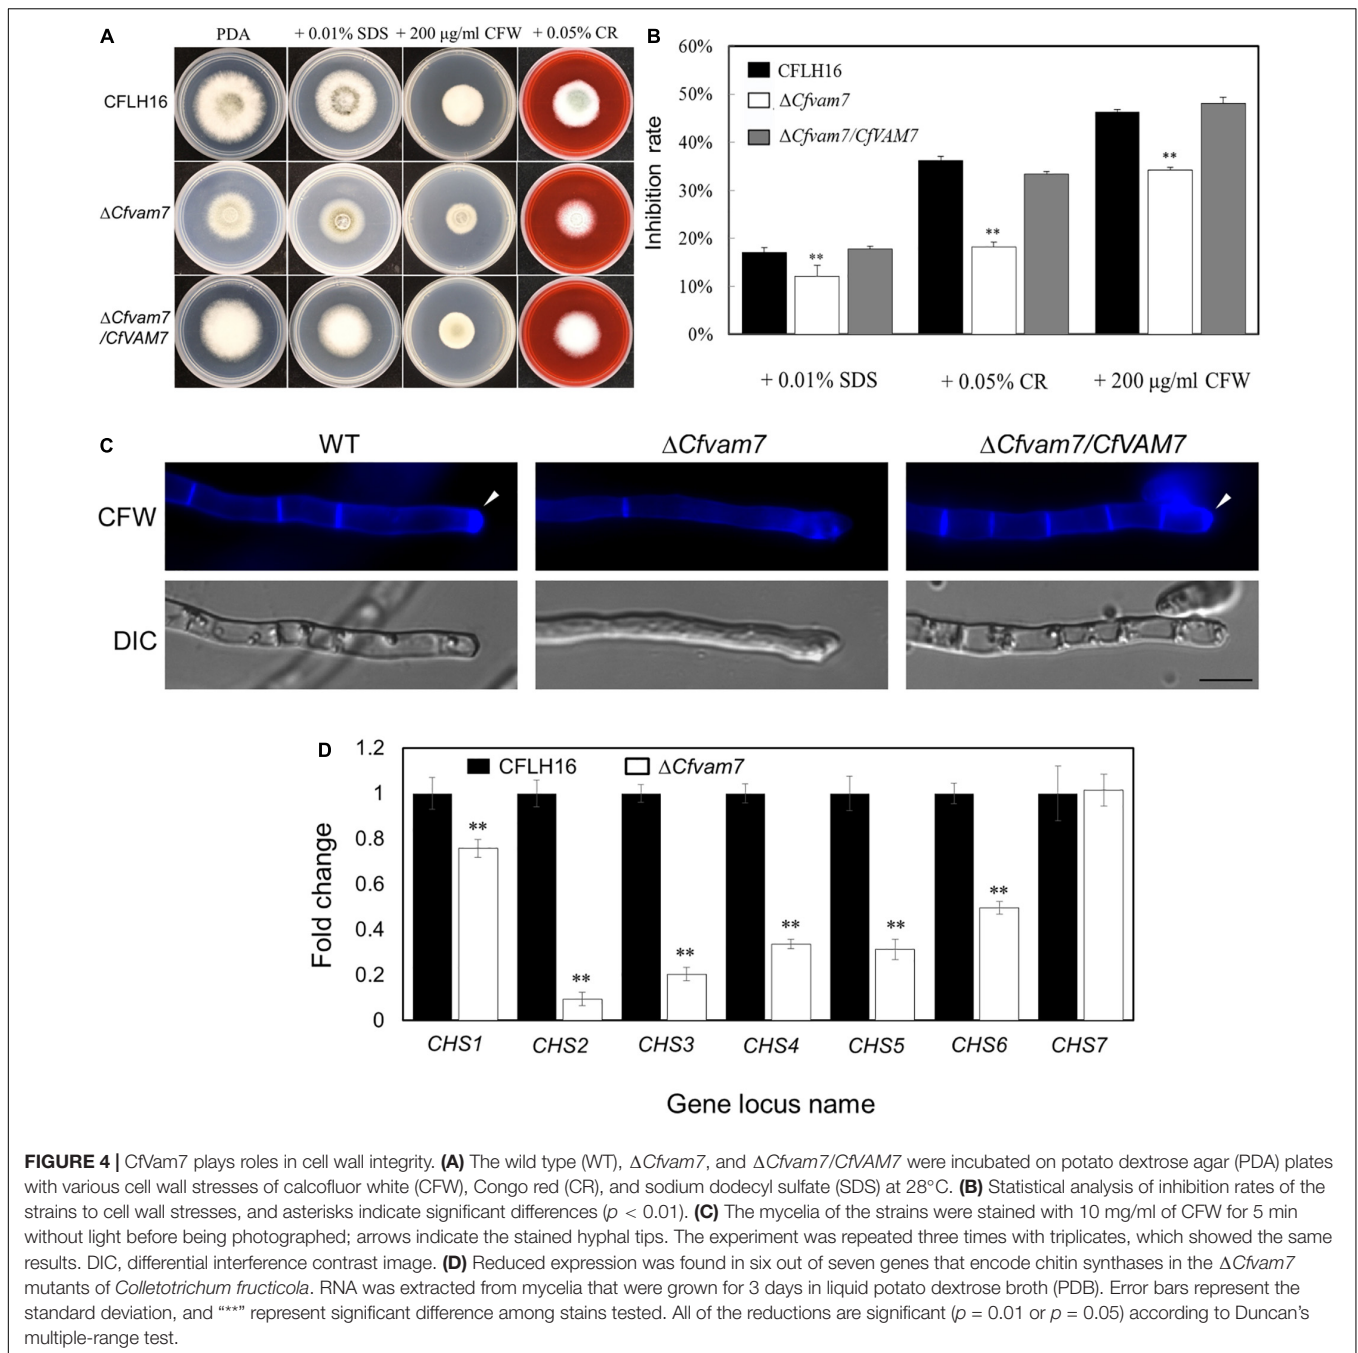 A
PDA + 0.01% SDS + 200 μg/ml CFW + 0.05% CR
CFLH16
ΔCfvam7
ΔCfvam7
/CfVAM7
B
60%
50%
40%
30%
20%
10%
0%
Inhibition rate
CFLH16
ΔCfvam7
ΔCfvam7/CfVAM7
**
**
**
+ 0.01% SDS + 0.05% CR + 200 μg/ml CFW
C
WT ΔCfvam7 ΔCfvam7/CfVAM7
CFW
DIC
D
1.2
1
0.8
0.6
0.4
0.2
0
Fold change
CFLH16 ΔCfvam7
**
**
**
**
**
**
CHS1 CHS2 CHS3 CHS4 CHS5 CHS6 CHS7
Gene locus name
FIGURE 4 | CfVam7 plays roles in cell wall integrity. (A) The wild type (WT), ΔCfvam7, and ΔCfvam7/CfVAM7 were incubated on potato dextrose agar (PDA) plates
with various cell wall stresses of calcofluor white (CFW), Congo red (CR), and sodium dodecyl sulfate (SDS) at 28°C. (B) Statistical analysis of inhibition rates of the
strains to cell wall stresses, and asterisks indicate significant differences (p < 0.01). (C) The mycelia of the strains were stained with 10 mg/ml of CFW for 5 min
without light before being photographed; arrows indicate the stained hyphal tips. The experiment was repeated three times with triplicates, which showed the same
results. DIC, differential interference contrast image. (D) Reduced expression was found in six out of seven genes that encode chitin synthases in the ΔCfvam7
mutants of Colletotrichum fructicola. RNA was extracted from mycelia that were grown for 3 days in liquid potato dextrose broth (PDB). Error bars represent the
standard deviation, and “**” represent significant difference among stains tested. All of the reductions are significant (p = 0.01 or p = 0.05) according to Duncan’s
multiple-range test.